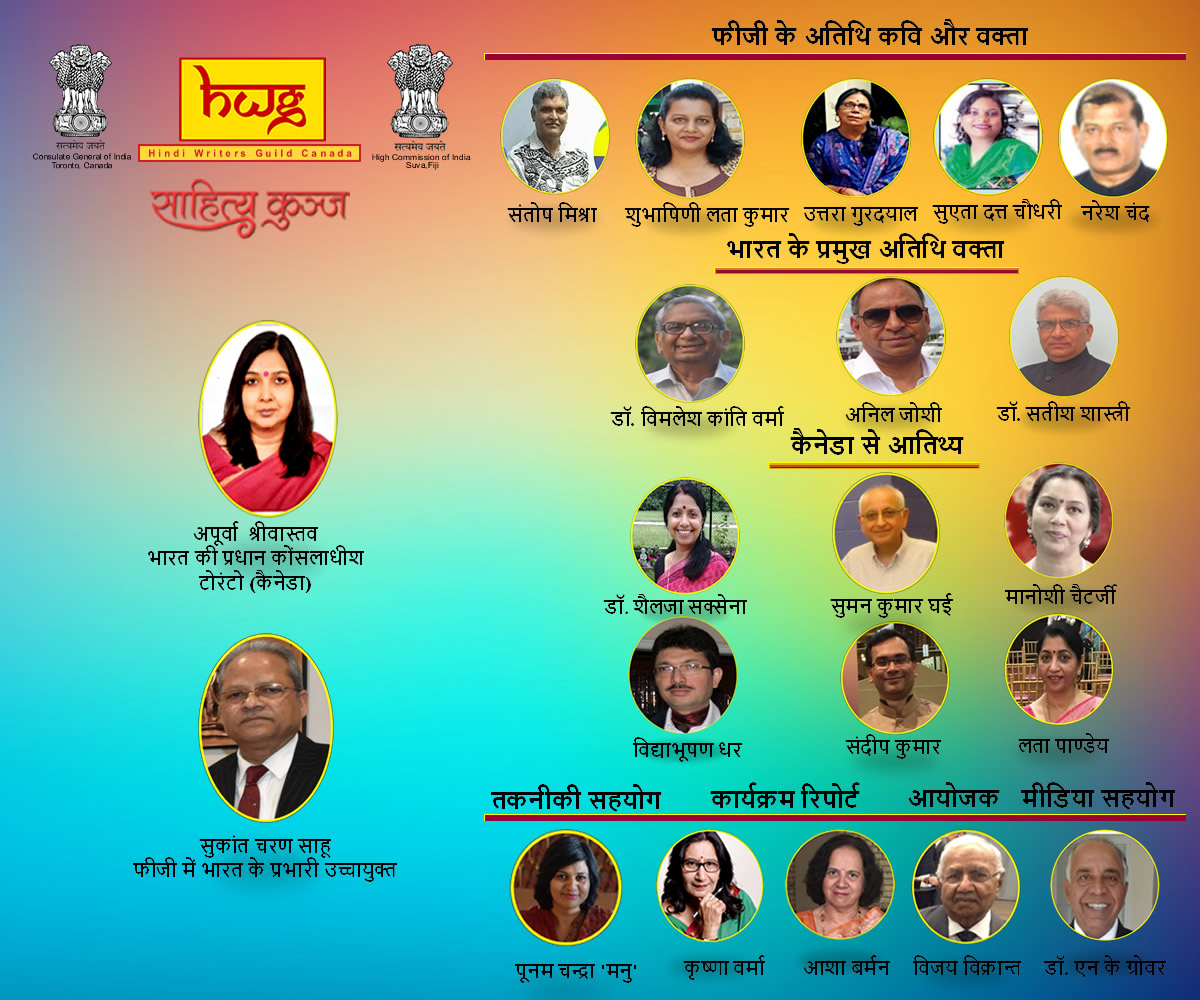 सत्यमेव जयते
Consulate General of India
Toronto, Canada
hwg
Hindi Writers Guild Canada
सत्यमेव जयते
High Commission of India
Suva,Fiji
साहित्य कुञ्ज
अपूर्वा श्रीवास्तव
भारत की प्रधान कोंसलाधीश
टोरंटो (कैनेडा)
सुकांत चरण साहू
फीजी में भारत के प्रभारी उच्चायुक्त
फीजी के अतिथि कवि और वक्ता
संतोष मिश्रा शुभाषिणी लता कुमार उत्तरा गुरदयाल सुएता दत्त चौधरी नरेश चंद
भारत के प्रमुख अतिथि वक्ता
डॉ. विमलेश कांति वर्मा अनिल जोशी डॉ. सतीश शास्त्री
कैनेडा से आतिथ्य
डॉ. शैलजा सक्सेना सुमन कुमार घई मानोशी चैटर्जी
विद्याभूषण धर संदीप कुमार लता पाण्डेय
तकनीकी सहयोग कार्यक्रम रिपोर्ट आयोजक मीडिया सहयोग
पूनम चन्द्रा 'मनु' कृष्णा वर्मा आशा बर्मन विजय विक्रान्त डॉ. एन के ग्रोवर